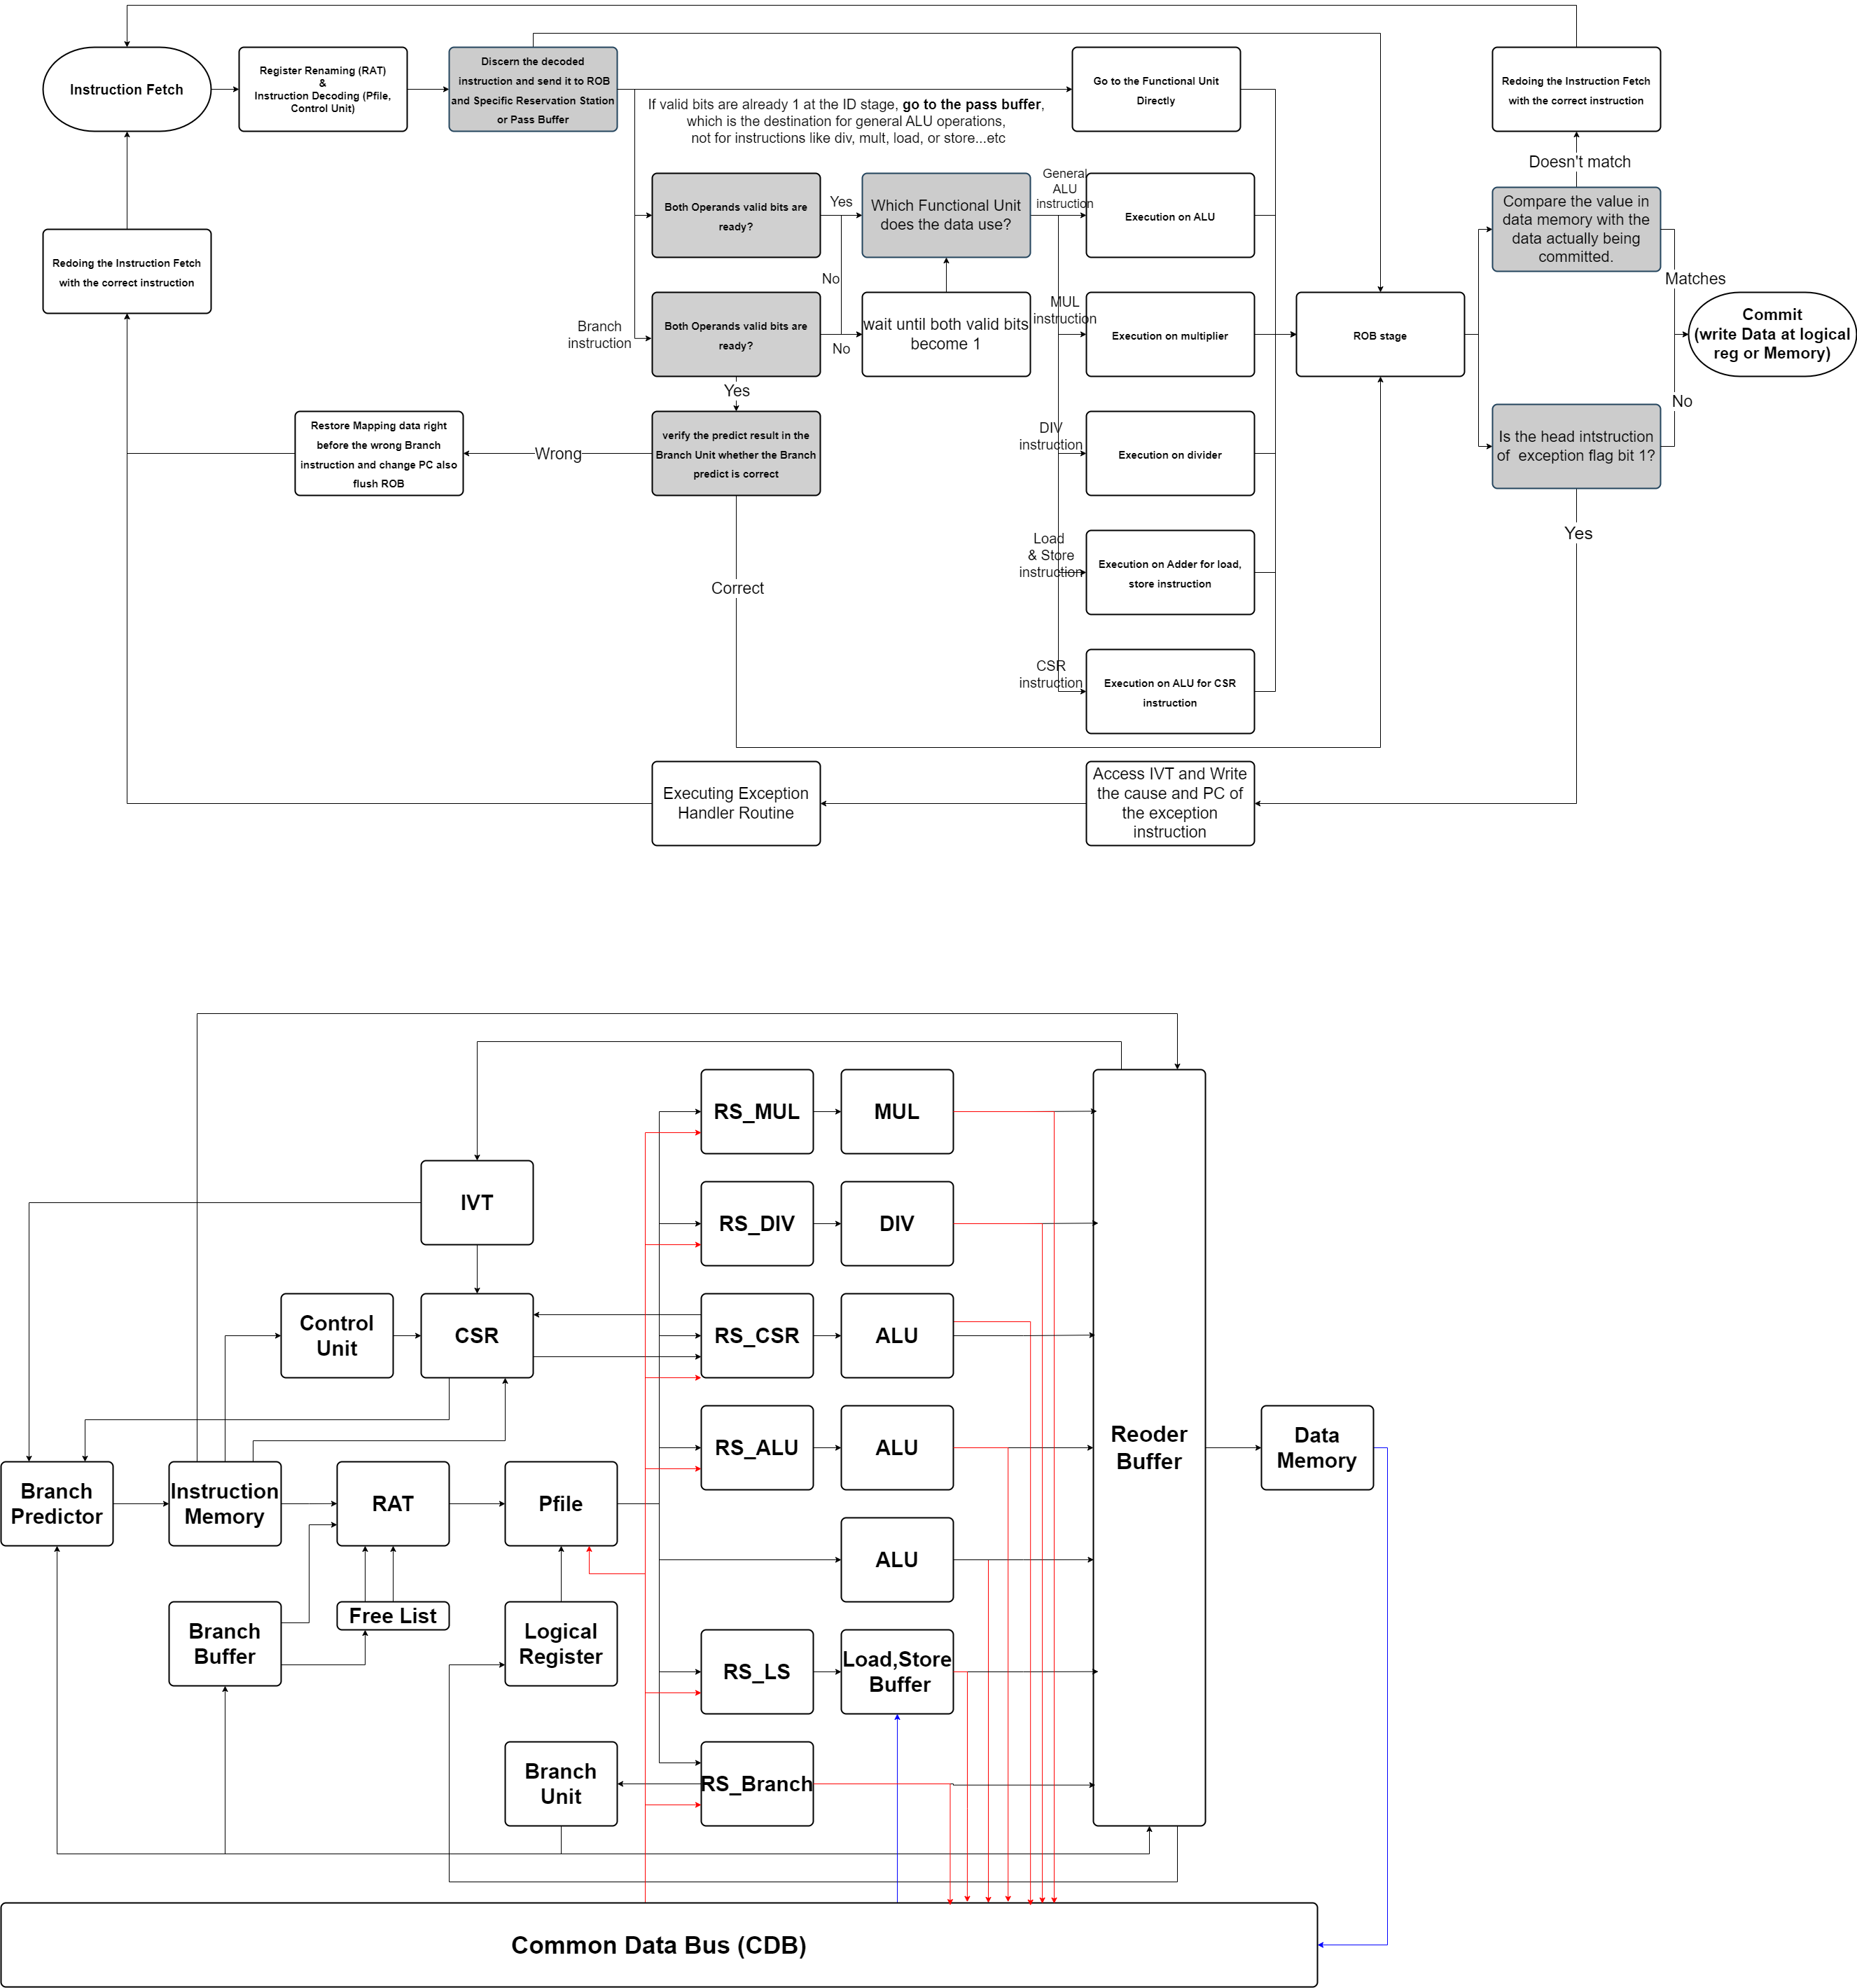 Instruction Fetch
Register Renaming (RAT)
&
Instruction Decoding (Pfile,
Control Unit)
Discern the decoded
instruction and send it to ROB
and Specific Reservation Station
or Pass Buffer
If valid bits are already 1 at the ID stage, go to the pass buffer,
which is the destination for general ALU operations,
not for instructions like div, mult, load, or store...etc
Go to the Functional Unit
Directly
Redoing the Instruction Fetch
with the correct instruction
Doesn't match
Both Operands valid bits are
ready?
Yes
Which Functional Unit
does the data use?
General
ALU
instruction
Execution on ALU
Compare the value in
data memory with the
data actually being
committed.
Redoing the Instruction Fetch
with the correct instruction
No
Matches
Branch
instruction
Both Operands valid bits are
ready?
No
wait until both valid bits
become 1
MUL
instruction
Execution on multiplier
ROB stage
Commit
(write Data at logical
reg or Memory)
Yes
No
Restore Mapping data right
before the wrong Branch
instruction and change PC also
flush ROB
Wrong
verify the predict result in the
Branch Unit whether the Branch
predict is correct
DIV
instruction
Execution on divider
Is the head intstruction
of exception flag bit 1?
Yes
Correct
Load
& Store
instruction
Execution on Adder for load,
store instruction
CSR
instruction
Execution on ALU for CSR
instruction
Executing Exception
Handler Routine
Access IVT and Write
the cause and PC of
the exception
instruction
RS_MUL
MUL
IVT
RS_DIV
DIV
Control
Unit
CSR
RS_CSR
ALU
RS_ALU
ALU
Reoder
Buffer
Data
Memory
Branch
Predictor
Instruction
Memory
RAT
Pfile
ALU
Branch
Buffer
Free List
Logical
Register
RS_LS
Load,Store
Buffer
Branch
Unit
RS_Branch
Common Data Bus (CDB)